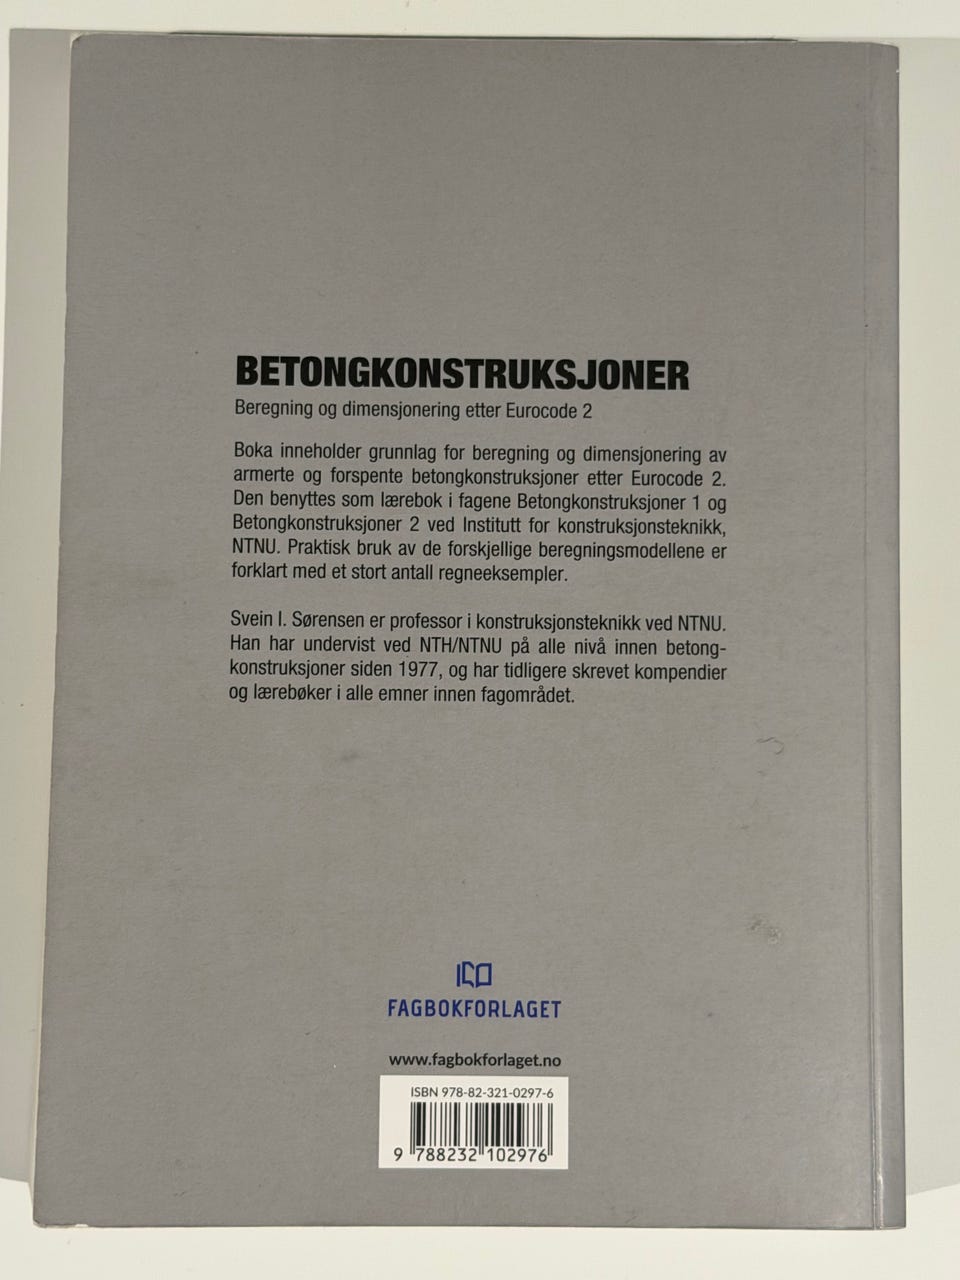 BETONGKONSTRUKSJONER
Beregning og dimensjonering etter Eurocode 2
Boka inneholder grunnlag for beregning og dimensjonering av
armerte og forspente betongkonstruksjoner etter Eurocode 2.
Den benyttes som lærebok i fagene Betongkonstruksjoner 1 og
Betongkonstruksjoner 2 ved Institutt for konstruksjonsteknikk,
NTNU. Praktisk bruk av de forskjellige beregningsmodellene er
forklart med et stort antall regneeksempler.
Svein I. Sørensen er professor i konstruksjonsteknikk ved NTNU.
Han har undervist ved NTH/NTNU på alle nivå innen betong-
konstruksjoner siden 1977, og har tidligere skrevet kompendier
og lærebøker i alle emner innen fagområdet.
FAGBOKFORLAGET
www.fagbokforlaget.no
ISBN 978-82-321-0297-6
9 788232 102976